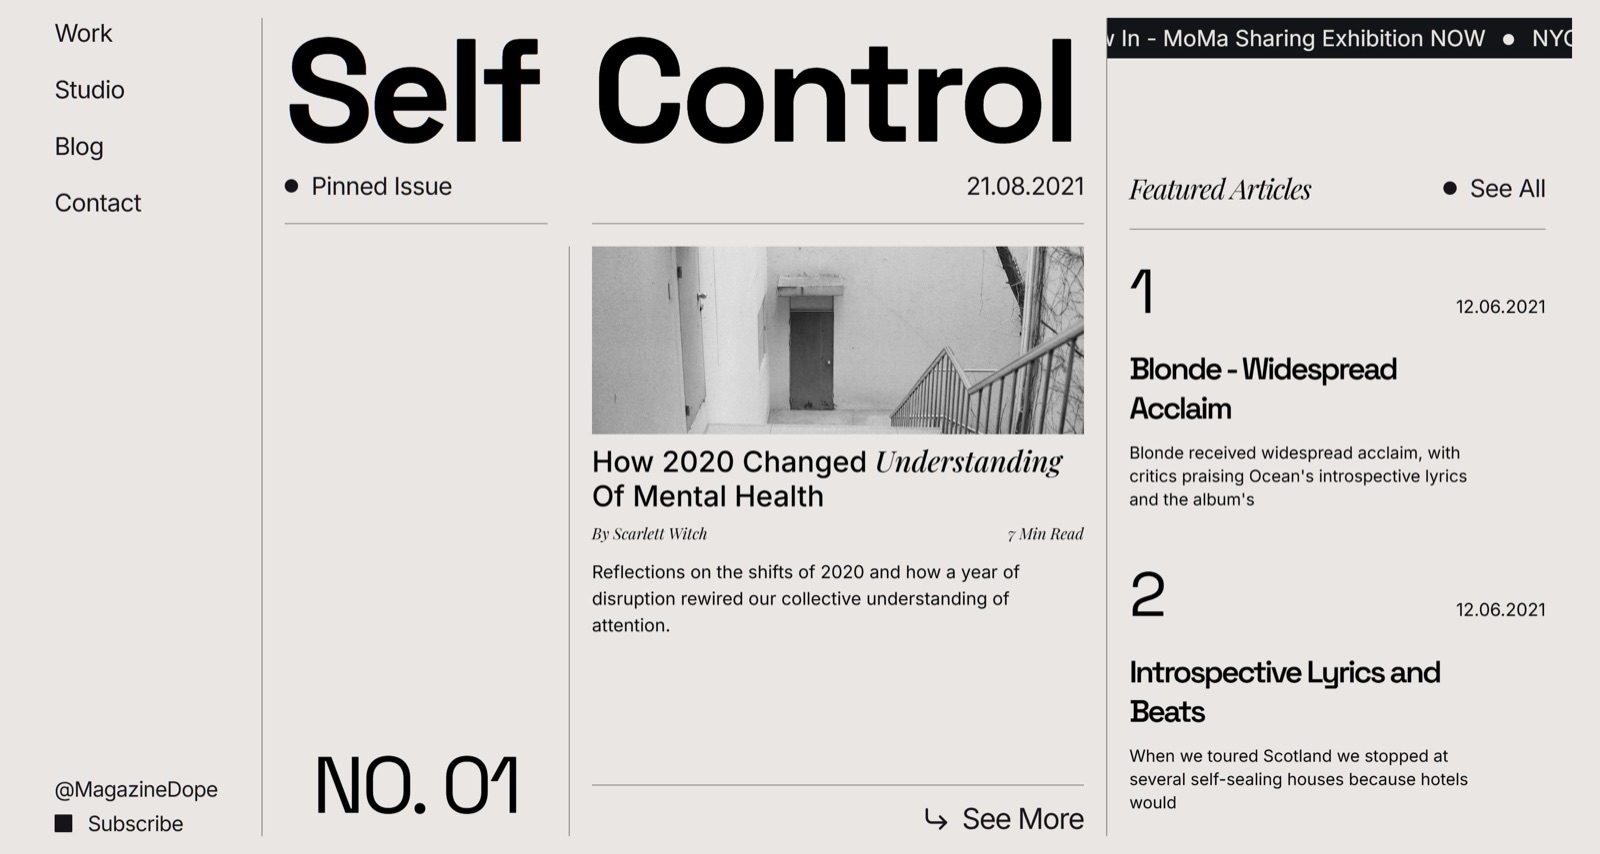 Work
Studio
Blog
Contact
@MagazineDope
Subscribe
Self Control
Pinned Issue
21.08.2021
NO. 01
How 2020 Changed Understanding
Of Mental Health
By Scarlett Witch
7 Min Read
Reflections on the shifts of 2020 and how a year of
disruption rewired our collective understanding of
attention.
See More
In - MoMa Sharing Exhibition NOW ● NYC
Featured Articles
See All
1
12.06.2021
Blonde - Widespread
Acclaim
Blonde received widespread acclaim, with
critics praising Ocean's introspective lyrics
and the album's
2
12.06.2021
Introspective Lyrics and
Beats
When we toured Scotland we stopped at
several self-sealing houses because hotels
would